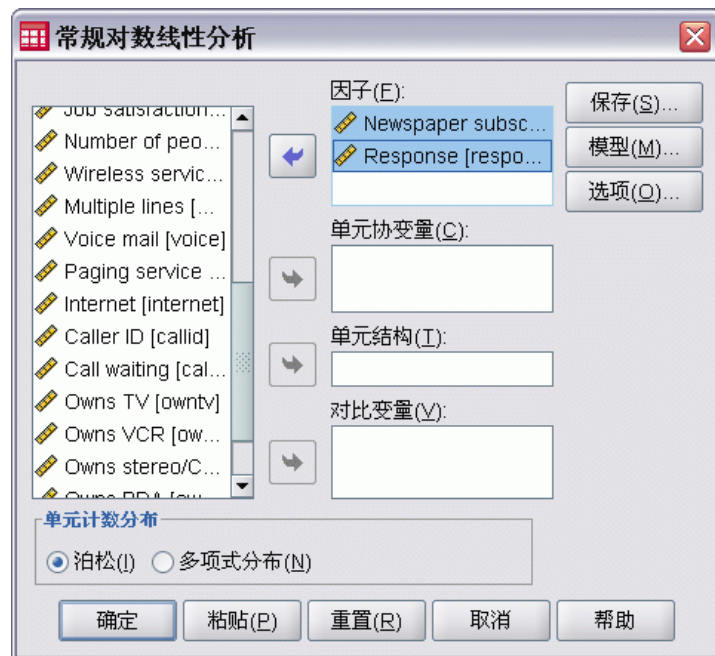 常规对数线性分析
Job satisfaction...
Number of peo...
Wireless servic...
Multiple lines [...
Voice mail [voice]
Paging service ...
Internet [internet]
Caller ID [callid]
Call waiting [cal...
Owns TV [owntv]
Owns VCR [ow...
Owns stereo/C...
Owns PDA [ow...
因子(F):
Newspaper subsc...
Response [respo...
单元协变量(C):
单元结构(T):
对比变量(V):
保存(S)...
模型(M)...
选项(O)...
单元计数分布
泊松(I) 多项式分布(N)
确定 粘贴(P) 重置(R) 取消 帮助